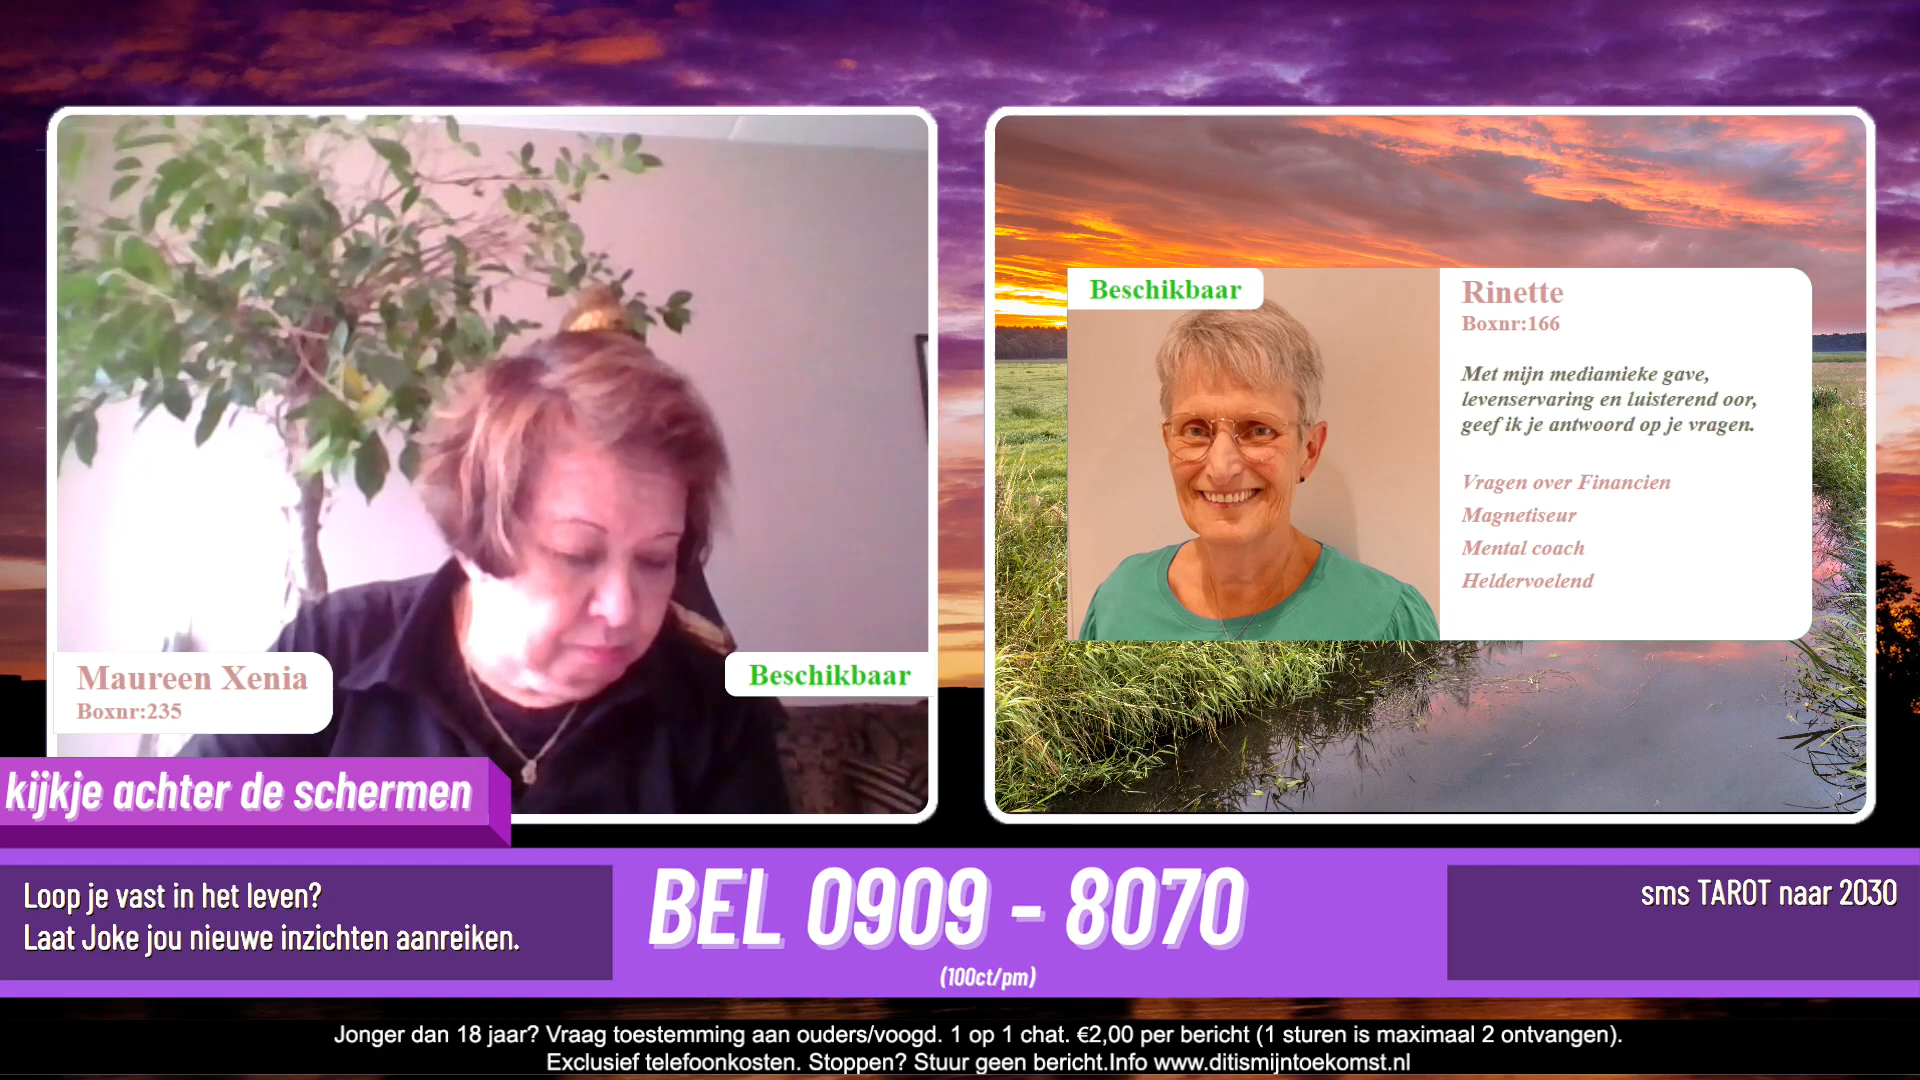 Beschikbaar
Rinette
Boxnr:166
Met mijn mediamieke gave,
levenservaring en luisterend oor,
geef ik je antwoord op je vragen.
Vragen over Financien
Magnetiseur
Mental coach
Heldervoelend
Maureen Xenia
Boxnr:235
Beschikbaar
kijkje achter de schermen
Loop je vast in het leven?
Laat Joke jou nieuwe inzichten aanreiken.
BEL 0909 - 8070
(100ct/pm)
sms TAROT naar 2030
Jonger dan 18 jaar? Vraag toestemming aan ouders/voogd. 1 op 1 chat. €2,00 per bericht (1 sturen is maximaal 2 ontvangen).
Exclusief telefoonkosten. Stoppen? Stuur geen bericht.Info www.ditismijntoekomst.nl